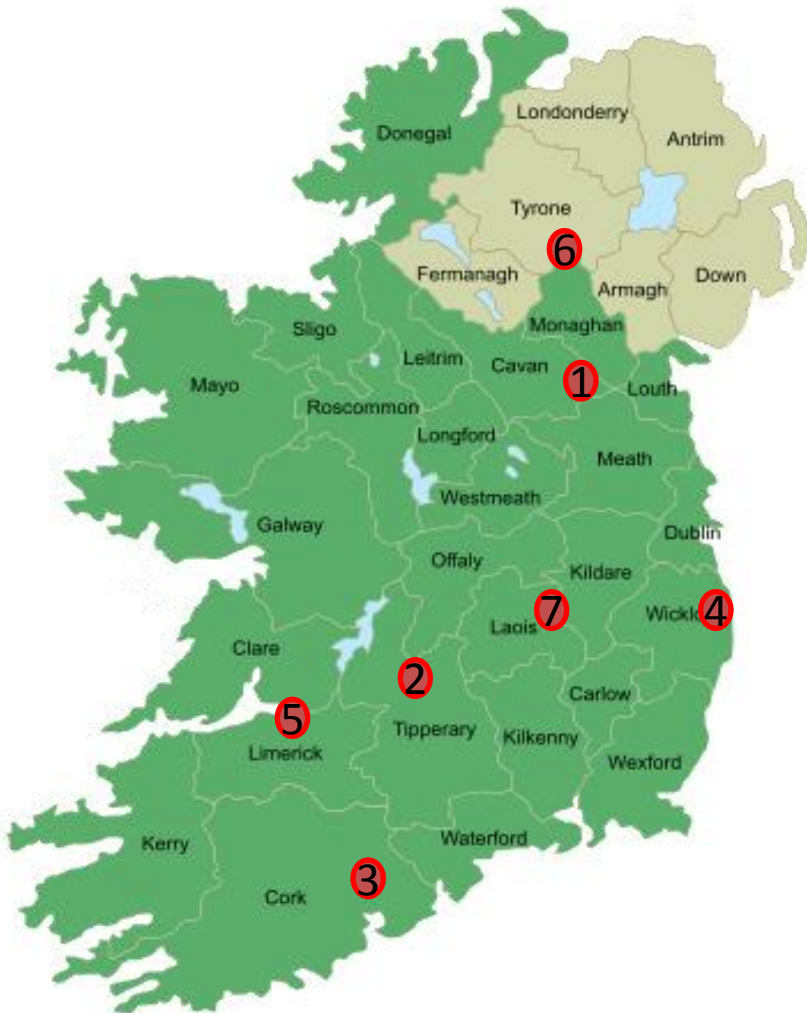 Londonderry
Antrim
Donegal
Tyrone
6
Fermanagh
Down
Armagh
Monaghan
Sligo
Leitrim
Cavan
1
Mayo
Louth
Roscommon
Longford
Meath
Westmeath
Galway
Dublin
Offaly
Kildare
7
4
Wicklo
Laois
Clare
2
Carlow
5
Tipperary
Kilkenny
Limerick
Wexford
Waterford
Kerry
3
Cork